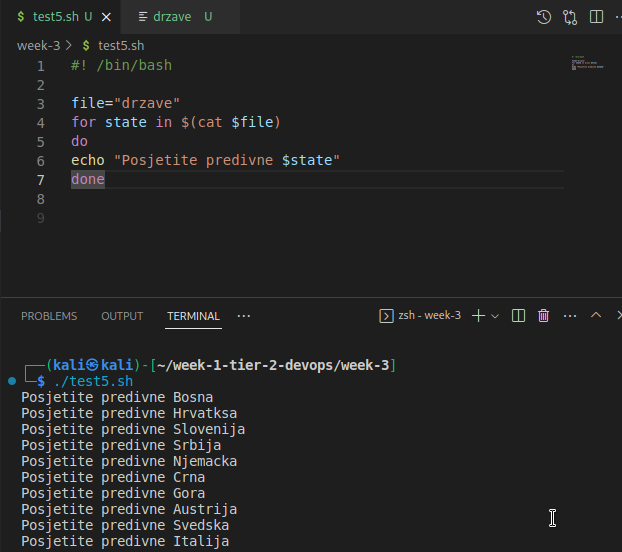 $ test5.sh U × drzave U
week-3 > $ test5.sh
1 #! /bin/bash
2
3 file="drzave"
4 for state in $(cat $file)
5 do
6 echo "Posjetite predivne $state"
7 done
8
9
PROBLEMS OUTPUT TERMINAL ··· zsh - week-3
┌──(kali㉿kali)-[~/week-1-tier-2-devops/week-3]
└─$ ./test5.sh
Posjetite predivne Bosna
Posjetite predivne Hrvatksa
Posjetite predivne Slovenija
Posjetite predivne Srbija
Posjetite predivne Njemacka
Posjetite predivne Crna
Posjetite predivne Gora
Posjetite predivne Austrija
Posjetite predivne Svedska
Posjetite predivne Italija